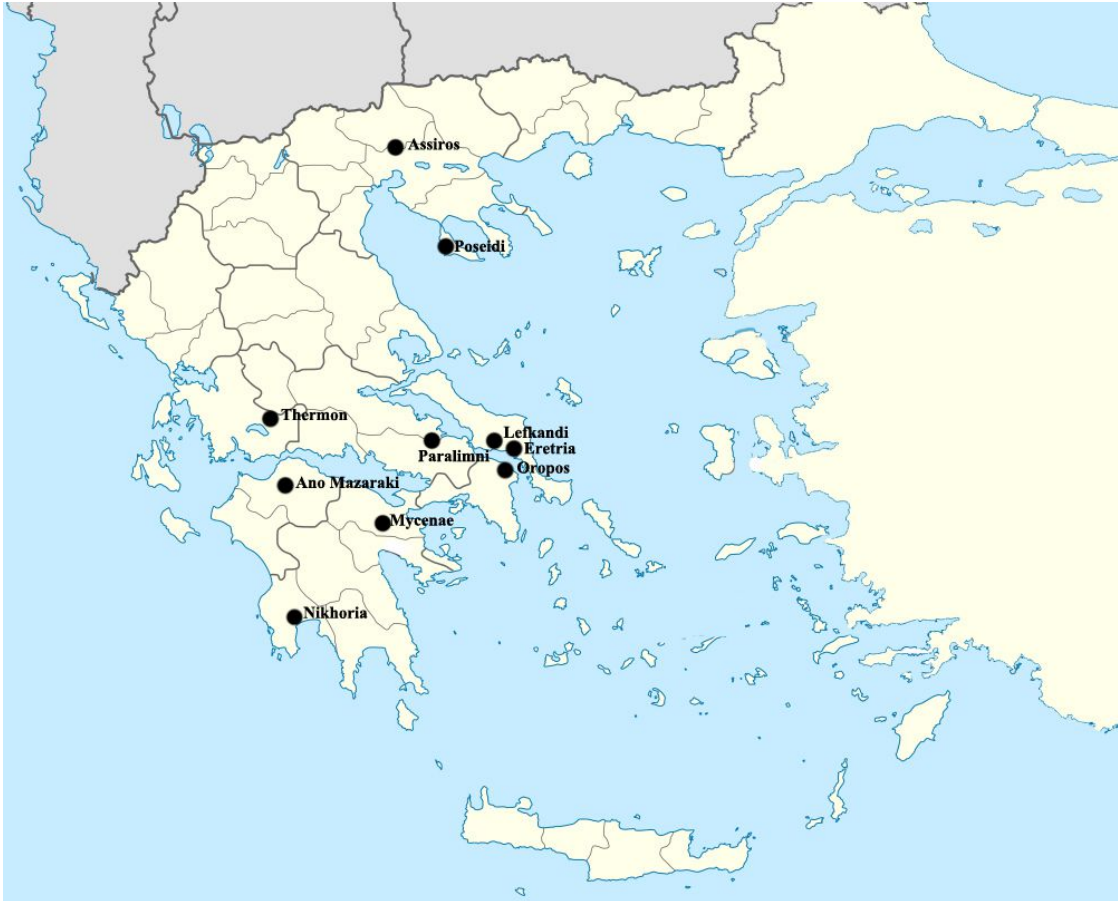 Assiros
Poseidi
Thermon
Lefkandi
Eretria
Paralimni
Oropos
Ano Mazaraki
Mycenae
Nikhoria